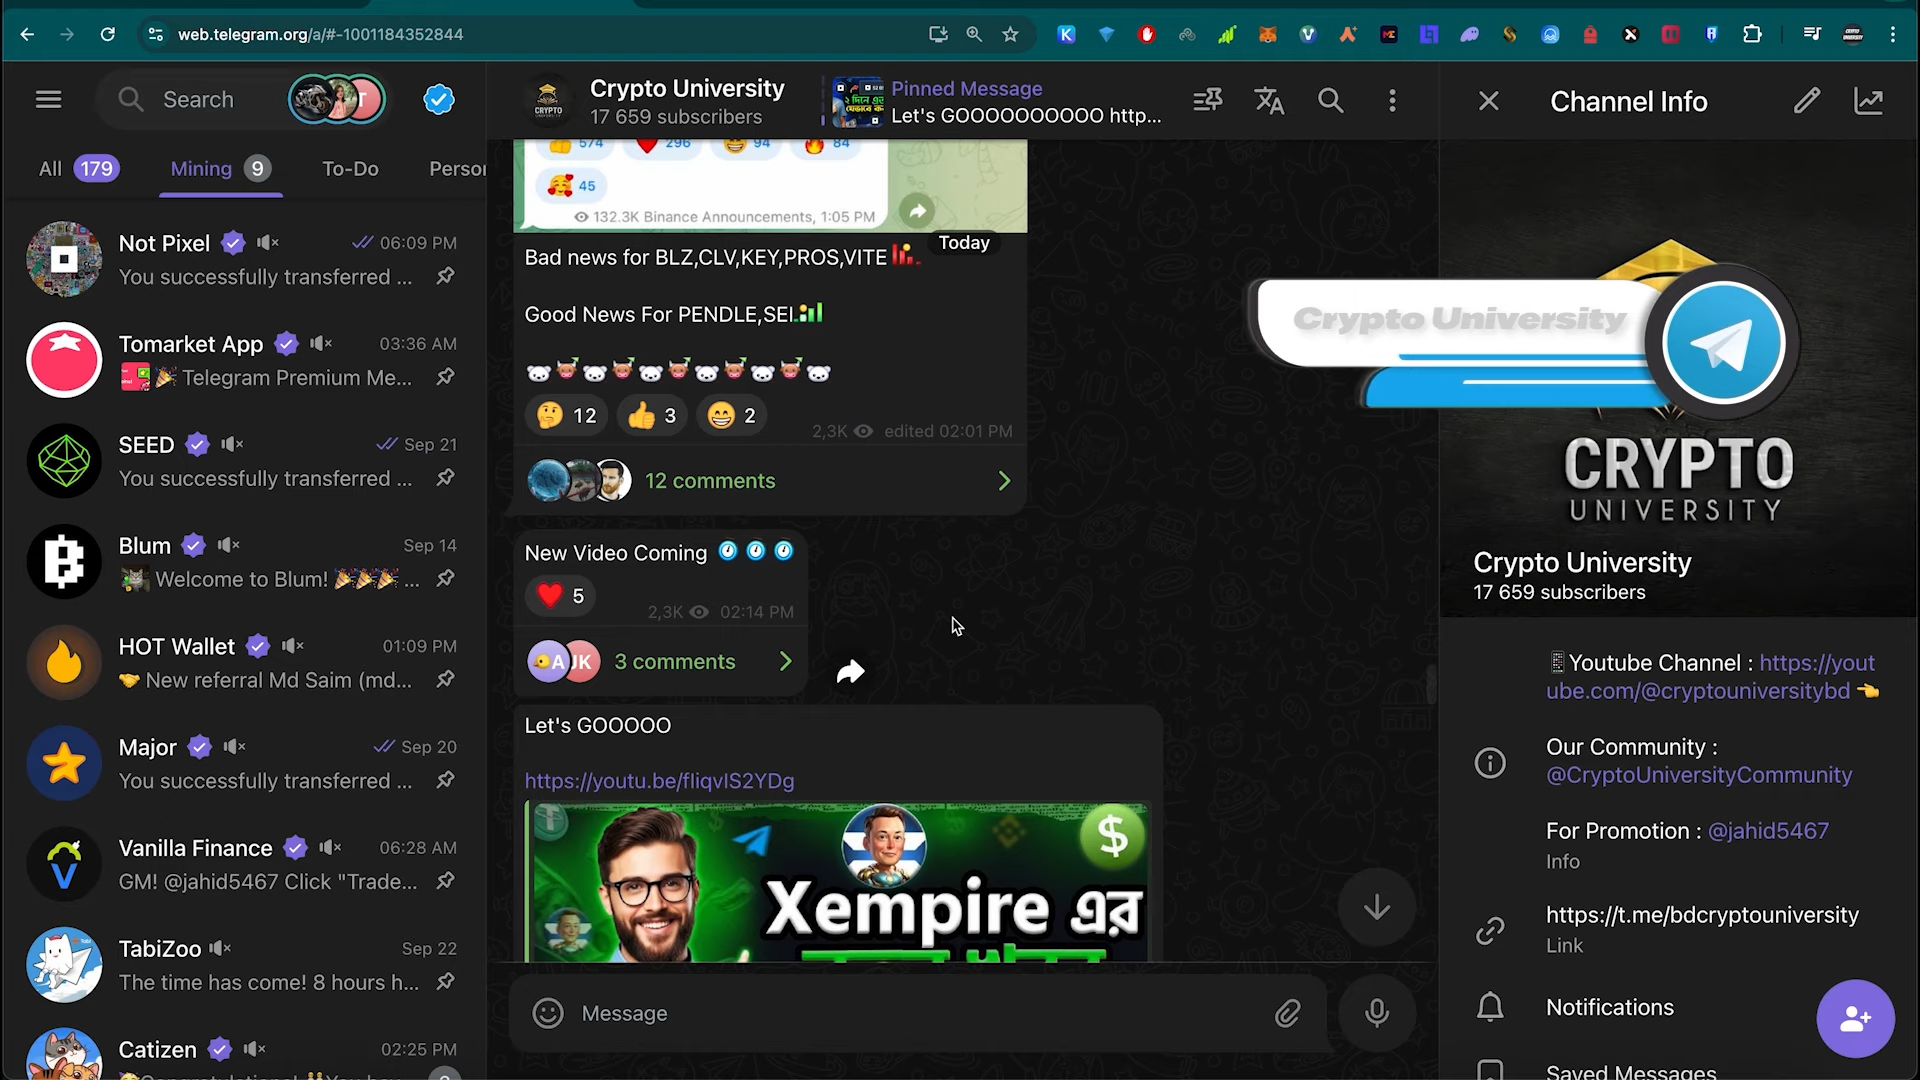 web.telegram.org/a/#-1001184352844
Search
All 179
Mining 9
To-Do
Person
Not Pixel
06:09 PM
You successfully transferred ...
Tomarket App
03:36 AM
Telegram Premium Me...
SEED
Sep 21
You successfully transferred ...
Blum
Sep 14
Welcome to Blum! 🎉🎉🎉 ...
HOT Wallet
01:09 PM
New referral Md Saim (md...
Major
Sep 20
You successfully transferred ...
Vanilla Finance
06:28 AM
GM! @jahid5467 Click "Trade...
TabiZoo
Sep 22
The time has come! 8 hours h...
Catizen
02:25 PM
Crypto University
17 659 subscribers
Pinned Message
Let's GOOOOOOOOOO http...
574 296 94 84
45
132.3K Binance Announcements, 1:05 PM
Today
Bad news for BLZ,CLV,KEY,PROS,VITE
Good News For PENDLE,SEI
12 3 2
2,3K edited 02:01 PM
12 comments
New Video Coming
5
2,3K 02:14 PM
A JK
3 comments
Let's GOOOOO
https://youtu.be/fIiqvIS2YDg
Xempire এর
Message
Channel Info
Crypto University
CRYPTO
UNIVERSITY
Crypto University
17 659 subscribers
Youtube Channel : https://yout
ube.com/@cryptouniversitybd
Our Community :
@CryptoUniversityCommunity
For Promotion : @jahid5467
Info
https://t.me/bdcryptouniversity
Link
Notifications
Saved Messages